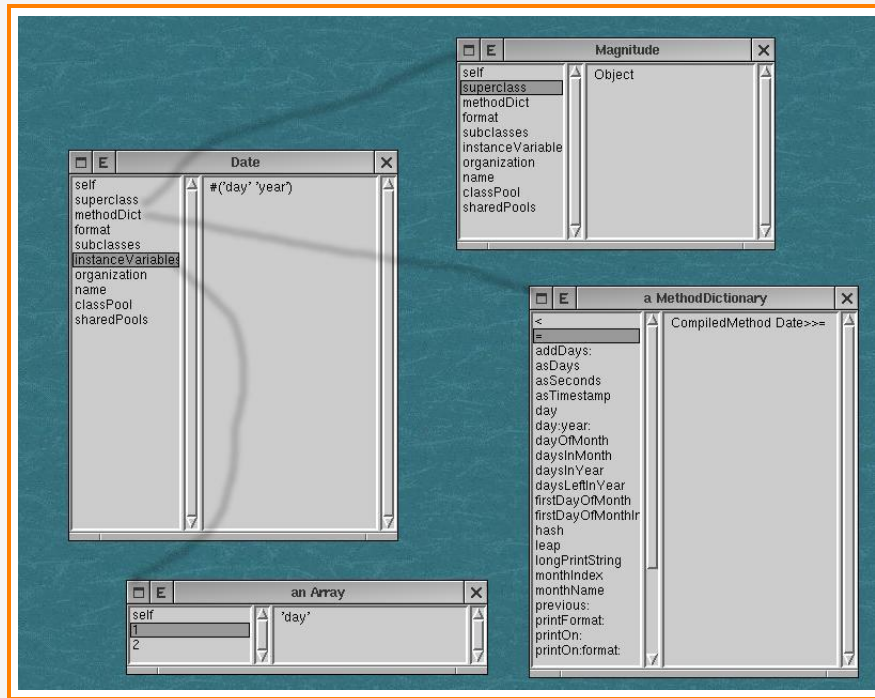 E Magnitude
self
superclass
methodDict
format
subclasses
instanceVariable
organization
name
classPool
sharedPools
Object
E Date
self
superclass
methodDict
format
subclasses
instanceVariables
organization
name
classPool
sharedPools
#('day' 'year')
E a MethodDictionary
<
=
addDays:
asDays
asSeconds
asTimestamp
day
day:year:
dayOfMonth
daysInMonth
daysInYear
daysLeftInYear
firstDayOfMonth
firstDayOfMonthIr
hash
leap
longPrintString
monthIndex
monthName
previous:
printFormat:
printOn:
printOn:format:
CompiledMethod Date>>=
E an Array
self
1
2
'day'